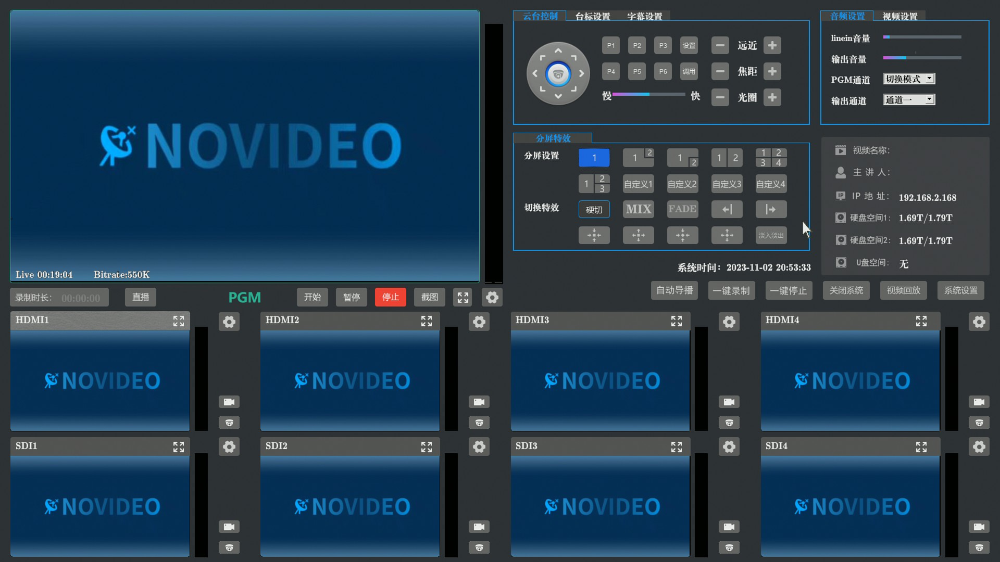 NOVIDEO
Live 00:19:04 Bitrate:550K
录制时长: 00:00:00 直播 PGM 开始 暂停 停止 截图
云台控制 台标设置 字幕设置
P1 P2 P3 设置 远近
P4 P5 P6 调用 焦距
慢 快 光圈
音频设置 视频设置
linein音量
输出音量
PGM通道 切换模式
输出通道 通道一
分屏特效
分屏设置 1 1 2 1 2 1 2 1 2 3 4
1 2 3 自定义1 自定义2 自定义3 自定义4
切换特效 硬切 MIX FADE
淡入淡出
视频名称:
主 讲 人:
IP 地 址: 192.168.2.168
硬盘空间1: 1.69T/1.79T
硬盘空间2: 1.69T/1.79T
U盘空间: 无
系统时间: 2023-11-02 20:53:33
自动导播 一键录制 一键停止 关闭系统 视频回放 系统设置
HDMI1 HDMI2 HDMI3 HDMI4
NOVIDEO NOVIDEO NOVIDEO NOVIDEO
SDI1 SDI2 SDI3 SDI4
NOVIDEO NOVIDEO NOVIDEO NOVIDEO